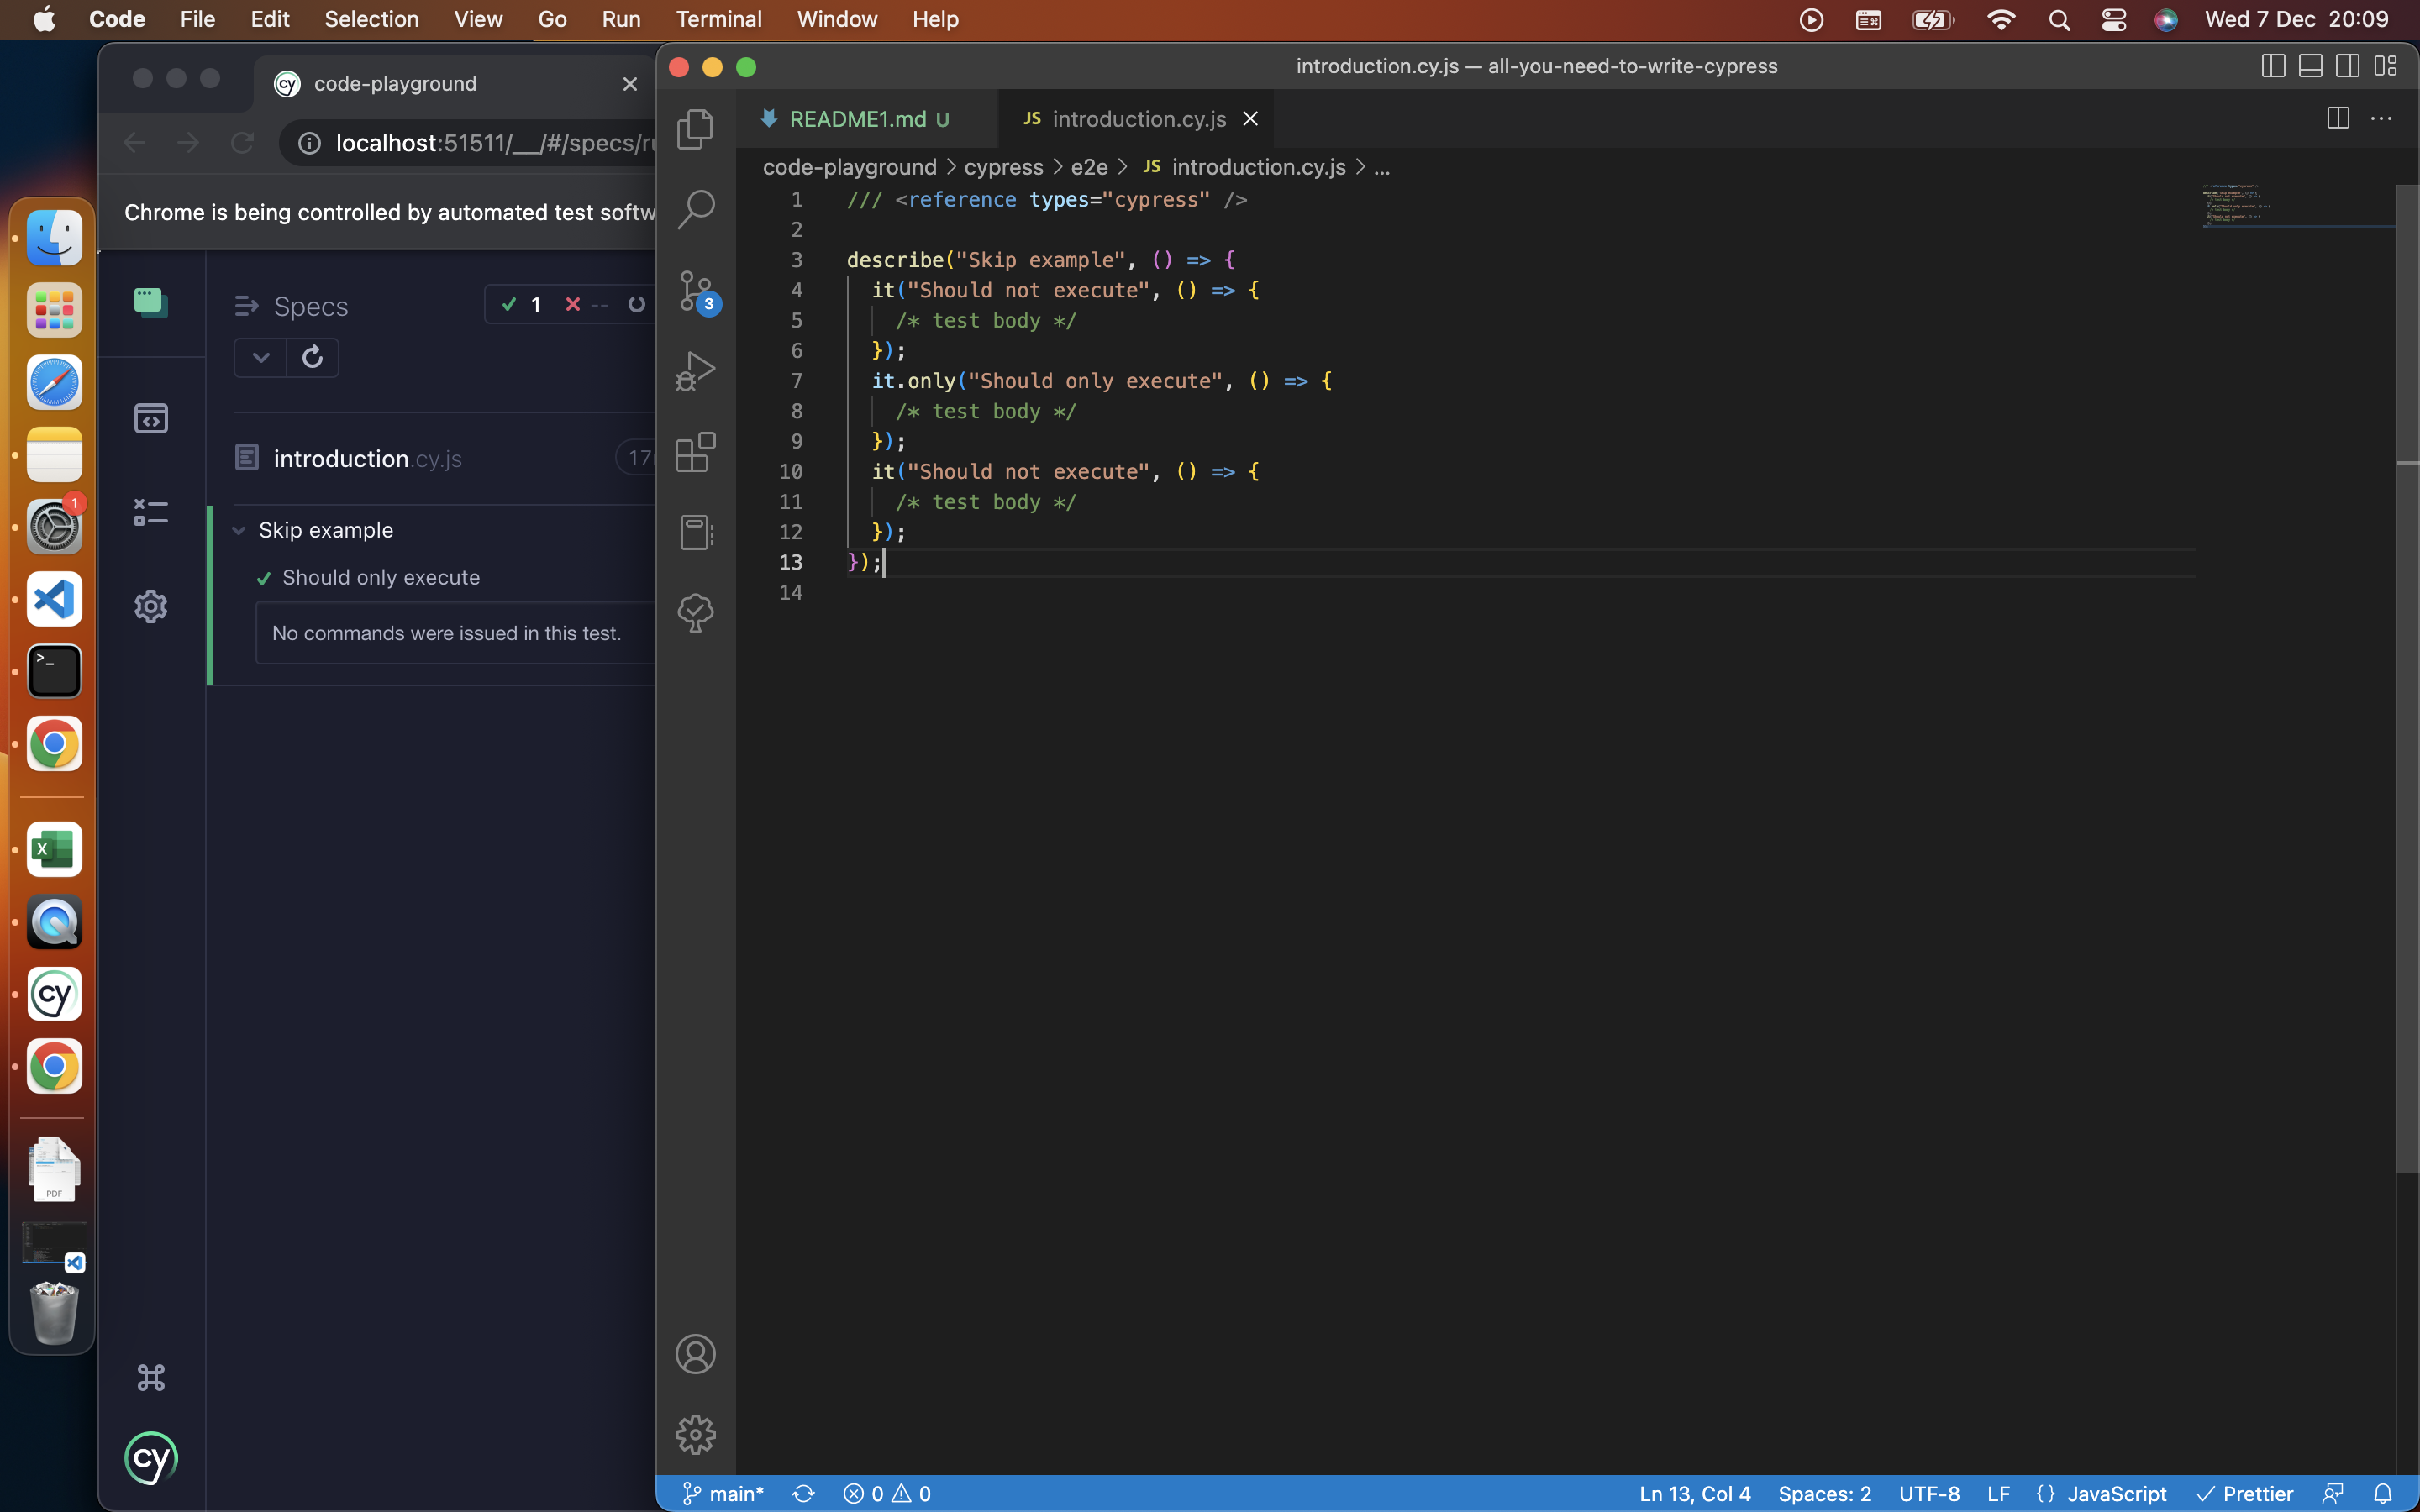 Code File Edit Selection View Go Run Terminal Window Help Wed 7 Dec 20:09
code-playground
localhost:51511/__/#/specs/ru
Chrome is being controlled by automated test softw
Specs
1 --
introduction.cy.js 17
Skip example
Should only execute
No commands were issued in this test.
cy
1
>_
X
cy
PDF
introduction.cy.js — all-you-need-to-write-cypress
README1.md U JS introduction.cy.js
code-playground > cypress > e2e > JS introduction.cy.js > ...
3
1 /// <reference types="cypress" />
2
3 describe("Skip example", () => {
4 it("Should not execute", () => {
5 /* test body */
6 });
7 it.only("Should only execute", () => {
8 /* test body */
9 });
10 it("Should not execute", () => {
11 /* test body */
12 });
13 });
14
main* 0 0 Ln 13, Col 4 Spaces: 2 UTF-8 LF {} JavaScript Prettier